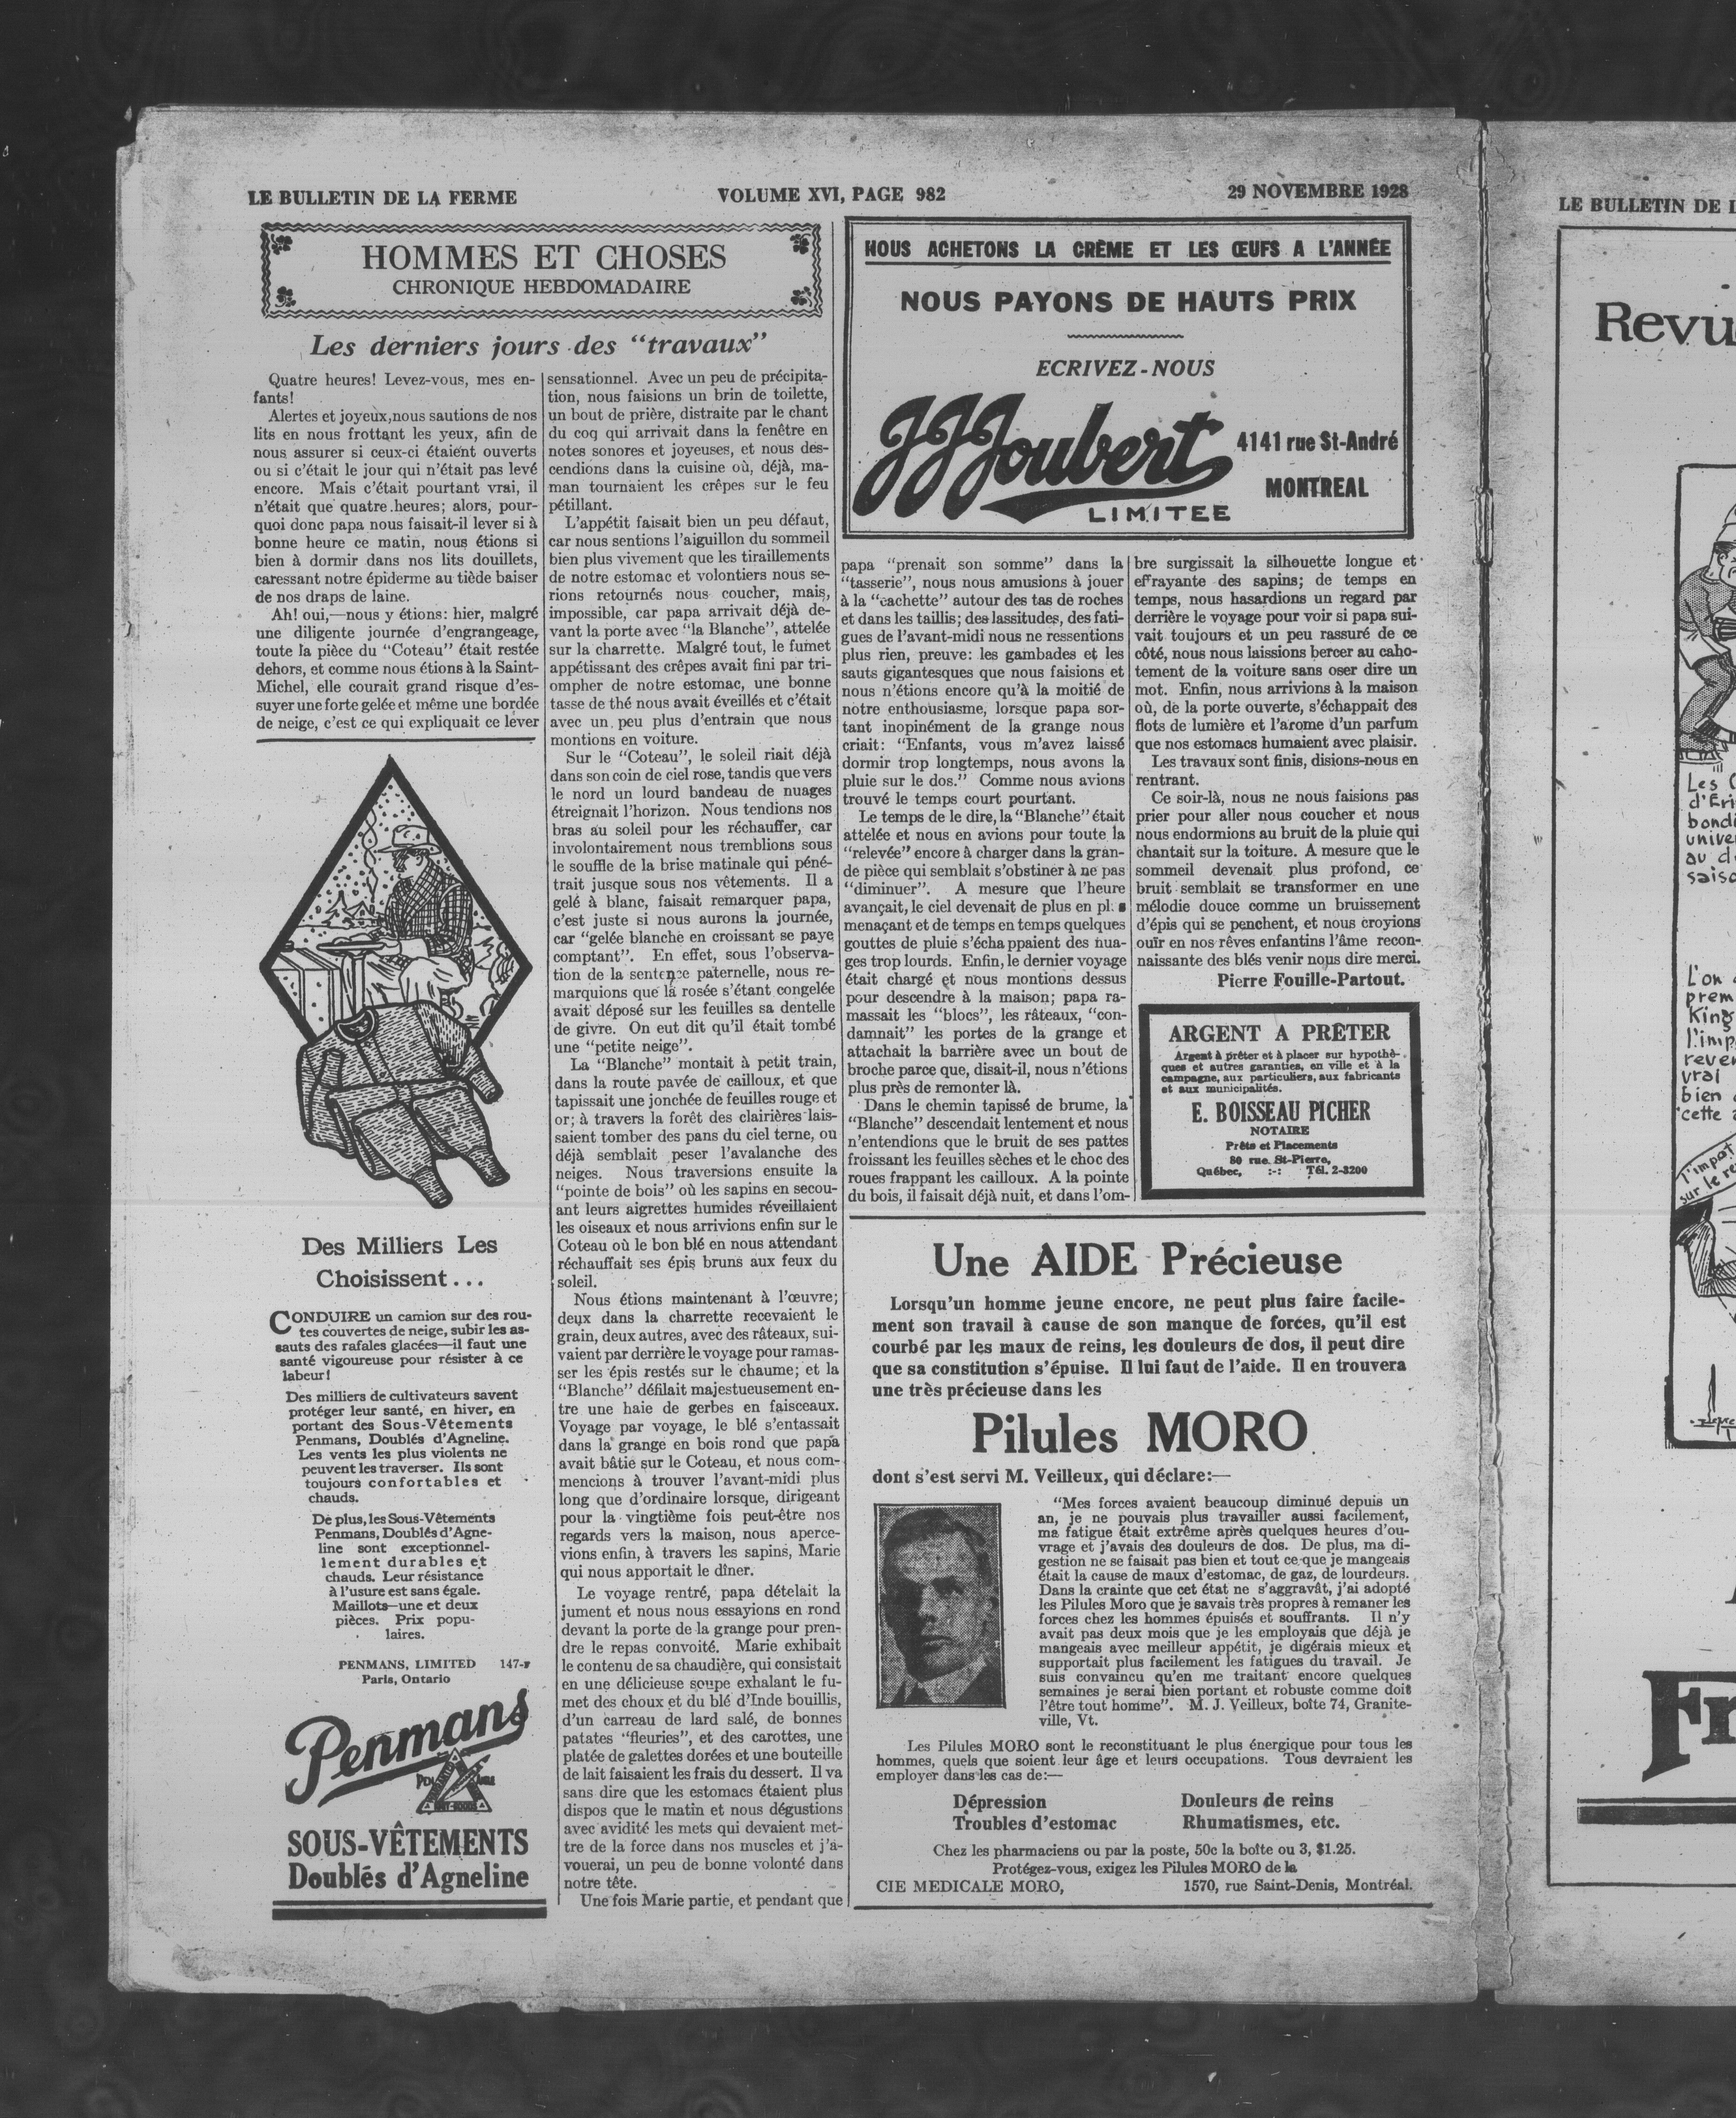 LE BULLETIN DE LA FERME
VOLUME XVI, PAGE 982
29 NOVEMBRE 1928
HOMMES ET CHOSES
CHRONIQUE HEBDOMADAIRE
Les derniers jours des “travaux”
Quatre heures! Levez-vous, mes en-
fants!
Alertes et joyeux, nous sautions de nos
lits en nous frottant les yeux, afin de
nous assurer si ceux-ci étaient ouverts
ou si c'était le jour qui n'était pas levé
encore. Mais c'était pourtant vrai, il
n'était que quatre heures; alors, pour-
quoi donc papa nous faisait-il lever si à
bonne heure ce matin, nous étions si
bien à dormir dans nos lits douillets,
caressant notre épiderme au tiède baiser
de nos draps de laine.
Ah! oui,—nous y étions: hier, malgré
une diligente journée d'engrangeage,
toute la pièce du “Coteau” était restée
dehors, et comme nous étions à la Saint-
Michel, elle courait grand risque d'es-
suyer une forte gelée et même une bordée
de neige, c'est ce qui expliquait ce lever
sensationnel. Avec un peu de précipita-
tion, nous faisions un brin de toilette,
un bout de prière, distraite par le chant
du coq qui arrivait dans la fenêtre en
notes sonores et joyeuses, et nous des-
cendions dans la cuisine où, déjà, ma-
man tournaient les crêpes sur le feu
pétillant.
L'appétit faisait bien un peu défaut,
car nous sentions l'aiguillon du sommeil
bien plus vivement que les tiraillements
de notre estomac et volontiers nous se-
rions retournés nous coucher, mais,
impossible, car papa arrivait déjà de-
vant la porte avec “la Blanche”, attelée
sur la charrette. Malgré tout, le fumet
appétissant des crêpes avait fini par tri-
ompher de notre estomac, une bonne
tasse de thé nous avait éveillés et c'était
avec un peu plus d'entrain que nous
montions en voiture.
Sur le “Coteau”, le soleil riait déjà
dans son coin de ciel rose, tandis que vers
le nord un lourd bandeau de nuages
étreignait l'horizon. Nous tendions nos
bras au soleil pour les réchauffer, car
involontairement nous tremblions sous
le souffle de la brise matinale qui péné-
trait jusque sous nos vêtements. Il a
gelé à blanc, faisait remarquer papa,
c'est juste si nous aurons la journée,
car “gelée blanche en croissant se paye
comptant”. En effet, sous l'observa-
tion de la sentence paternelle, nous re-
marquions que la rosée s'étant congelée
avait déposé sur les feuilles sa dentelle
de givre. On eut dit qu'il était tombé
une “petite neige”.
La “Blanche” montait à petit train,
dans la route pavée de cailloux, et que
tapissait une jonchée de feuilles rouge et
or; à travers la forêt des clairières lais-
saient tomber des pans du ciel terne, ou
déjà semblait peser l'avalanche des
neiges. Nous traversions ensuite la
“pointe de bois” où les sapins en secou-
ant leurs aigrettes humides réveillaient
les oiseaux et nous arrivions enfin sur le
Coteau où le bon blé en nous attendant
réchauffait ses épis bruns aux feux du
soleil.
Nous étions maintenant à l'œuvre;
deux dans la charrette recevaient le
grain, deux autres, avec des râteaux, sui-
vaient par derrière le voyage pour ramas-
ser les épis restés sur le chaume; et la
“Blanche” défilait majestueusement en-
tre une haie de gerbes en faisceaux.
Voyage par voyage, le blé s'entassait
dans la grange en bois rond que papa
avait bâtie sur le Coteau, et nous com-
mencions à trouver l'avant-midi plus
long que d'ordinaire lorsque, dirigeant
pour la vingtième fois peut-être nos
regards vers la maison, nous aperce-
vions enfin, à travers les sapins, Marie
qui nous apportait le dîner.
Le voyage rentré, papa dételait la
jument et nous nous essayions en rond
devant la porte de la grange pour pren-
dre le repas convoité. Marie exhibait
le contenu de sa chaudière, qui consistait
en une délicieuse soupe exhalant le fu-
met des choux et du blé d'Inde bouillis,
d'un carreau de lard salé, de bonnes
patates “fleuries”, et des carottes, une
platée de galettes dorées et une bouteille
de lait faisaient les frais du dessert. Il va
sans dire que les estomacs étaient plus
dispos que le matin et nous dégustions
avec avidité les mets qui devaient met-
tre de la force dans nos muscles et j'a-
vouerai, un peu de bonne volonté dans
notre tête.
Une fois Marie partie, et pendant que
papa “prenait son somme” dans la
“tasserie”, nous nous amusions à jouer
à la “cachette” autour des tas de roches
et dans les taillis; des lassitudes, des fati-
gues de l'avant-midi nous ne ressentions
plus rien, preuve: les gambades et les
sauts gigantesques que nous faisions et
nous n'étions encore qu'à la moitié de
notre enthousiasme, lorsque papa sor-
tant inopinément de la grange nous
criait: “Enfants, vous m'avez laissé
dormir trop longtemps, nous avons la
pluie sur le dos.” Comme nous avions
trouvé le temps court pourtant.
Le temps de le dire, la “Blanche” était
attelée et nous en avions pour toute la
“relevée” encore à charger dans la gran-
de pièce qui semblait s'obstiner à ne pas
“diminuer”. A mesure que l'heure
avançait, le ciel devenait de plus en plus
menaçant et de temps en temps quelques
gouttes de pluie s'échappaient des nua-
ges trop lourds. Enfin, le dernier voyage
était chargé et nous montions dessus
pour descendre à la maison; papa ra-
massait les “blocs”, les râteaux, “con-
damnait” les portes de la grange et
attachait la barrière avec un bout de
broche parce que, disait-il, nous n'étions
plus près de remonter là.
Dans le chemin tapissé de brume, la
“Blanche” descendait lentement et nous
n'entendions que le bruit de ses pattes
froissant les feuilles sèches et le choc des
roues frappant les cailloux. A la pointe
du bois, il faisait déjà nuit, et dans l'om-
bre surgissait la silhouette longue et
effrayante des sapins; de temps en
temps, nous hasardions un regard par
derrière le voyage pour voir si papa sui-
vait toujours et un peu rassuré de ce
côté, nous nous laissions bercer au caho-
tement de la voiture sans oser dire un
mot. Enfin, nous arrivions à la maison
où, de la porte ouverte, s'échappait des
flots de lumière et l'arome d'un parfum
que nos estomacs humaient avec plaisir.
Les travaux sont finis, disions-nous en
rentrant.
Ce soir-là, nous ne nous faisions pas
prier pour aller nous coucher et nous
nous endormions au bruit de la pluie qui
chantait sur la toiture. A mesure que le
sommeil devenait plus profond, ce
bruit semblait se transformer en une
mélodie douce comme un bruissement
d'épis qui se penchent, et nous croyions
ouïr en nos rêves enfantins l'âme recon-
naissante des blés venir nous dire merci.
Pierre Fouille-Partout.
Des Milliers Les
Choisissent...
CONDUIRE un camion sur des rou-
tes couvertes de neige, subir les as-
sauts des rafales glacées—il faut une
santé vigoureuse pour résister à ce
labeur!
Des milliers de cultivateurs savent
protéger leur santé, en hiver, en
portant des Sous-Vêtements
Penmans, Doublés d'Agneline.
Les vents les plus violents ne
peuvent les traverser. Ils sont
toujours confortables et
chauds.
De plus, les Sous-Vêtements
Penmans, Doublés d'Agne-
line sont exceptionnel-
lement durables et
chauds. Leur résistance
à l'usure est sans égale.
Maillots—une et deux
pièces. Prix popu-
laires.
PENMANS, LIMITED 147-F
Paris, Ontario
Penmans
SOUS-VÊTEMENTS
Doublés d'Agneline
NOUS ACHETONS LA CRÈME ET LES ŒUFS A L'ANNÉE
NOUS PAYONS DE HAUTS PRIX
ECRIVEZ-NOUS
JJJoubert
LIMITEE
4141 rue St-André
MONTREAL
ARGENT A PRÊTER
Argent à prêter et à placer sur hypothè-
ques et autres garanties, en ville et à la
campagne, aux particuliers, aux fabricants
et aux municipalités.
E. BOISSEAU PICHER
NOTAIRE
Prêts et Placements
80 rue St-Pierre,
Québec, :-: Tél. 2-3200
Une AIDE Précieuse
Lorsqu'un homme jeune encore, ne peut plus faire facile-
ment son travail à cause de son manque de forces, qu'il est
courbé par les maux de reins, les douleurs de dos, il peut dire
que sa constitution s'épuise. Il lui faut de l'aide. Il en trouvera
une très précieuse dans les
Pilules MORO
dont s'est servi M. Veilleux, qui déclare:—
“Mes forces avaient beaucoup diminué depuis un
an, je ne pouvais plus travailler aussi facilement,
ma fatigue était extrême après quelques heures d'ou-
vrage et j'avais des douleurs de dos. De plus, ma di-
gestion ne se faisait pas bien et tout ce que je mangeais
était la cause de maux d'estomac, de gaz, de lourdeurs.
Dans la crainte que cet état ne s'aggravât, j'ai adopté
les Pilules Moro que je savais très propres à remaner les
forces chez les hommes épuisés et souffrants. Il n'y
avait pas deux mois que je les employais que déjà je
mangeais avec meilleur appétit, je digérais mieux et
supportait plus facilement les fatigues du travail. Je
suis convaincu qu'en me traitant encore quelques
semaines je serai bien portant et robuste comme doit
l'être tout homme”. M. J. Veilleux, boîte 74, Granite-
ville, Vt.
Les Pilules MORO sont le reconstituant le plus énergique pour tous les
hommes, quels que soient leur âge et leurs occupations. Tous devraient les
employer dans les cas de:—
Dépression
Douleurs de reins
Troubles d'estomac
Rhumatismes, etc.
Chez les pharmaciens ou par la poste, 50c la boîte ou 3, $1.25.
Protégez-vous, exigez les Pilules MORO de la
CIE MEDICALE MORO, 1570, rue Saint-Denis, Montréal.
LE BULLETIN DE
Revu
Les
d'Éri
bondi
unive
au d
saiso
L'on
prem
King
l'imp
rever
vrai
bien
cette
l'impôt
sur le re
Fr